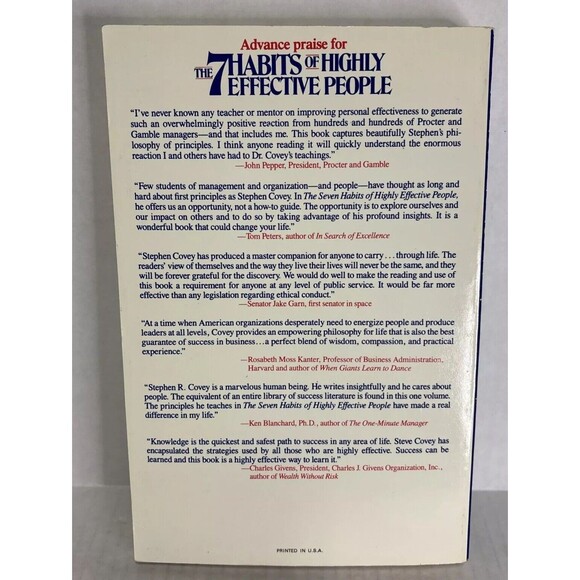 Advance praise for
THE 7 HABITS OF HIGHLY
EFFECTIVE PEOPLE
“I’ve never known any teacher or mentor on improving personal effectiveness to generate
such an overwhelmingly positive reaction from hundreds and hundreds of Procter and
Gamble managers—and that includes me. This book captures beautifully Stephen’s phi-
losophy of principles. I think anyone reading it will quickly understand the enormous
reaction I and others have had to Dr. Covey’s teachings.”
—John Pepper, President, Procter and Gamble
“Few students of management and organization—and people—have thought as long and
hard about first principles as Stephen Covey. In The Seven Habits of Highly Effective People,
he offers us an opportunity, not a how-to guide. The opportunity is to explore ourselves and
our impact on others and to do so by taking advantage of his profound insights. It is a
wonderful book that could change your life.”
—Tom Peters, author of In Search of Excellence
“Stephen Covey has produced a master companion for anyone to carry . . . through life. The
readers’ view of themselves and the way they live their lives will never be the same, and they
will be forever grateful for the discovery. We would do well to make the reading and use of
this book a requirement for anyone at any level of public service. It would be far more
effective than any legislation regarding ethical conduct.”
—Senator Jake Garn, first senator in space
“At a time when American organizations desperately need to energize people and produce
leaders at all levels, Covey provides an empowering philosophy for life that is also the best
guarantee of success in business . . . a perfect blend of wisdom, compassion, and practical
experience.”
—Rosabeth Moss Kanter, Professor of Business Administration,
Harvard and author of When Giants Learn to Dance
“Stephen R. Covey is a marvelous human being. He writes insightfully and he cares about
people. The equivalent of an entire library of success literature is found in this one volume.
The principles he teaches in The Seven Habits of Highly Effective People have made a real
difference in my life.”
—Ken Blanchard, Ph.D., author of The One-Minute Manager
“Knowledge is the quickest and safest path to success in any area of life. Steve Covey has
encapsulated the strategies used by all those who are highly effective. Success can be
learned and this book is a highly effective way to learn it.”
—Charles Givens, President, Charles J. Givens Organization, Inc.,
author of Wealth Without Risk
PRINTED IN U.S.A.